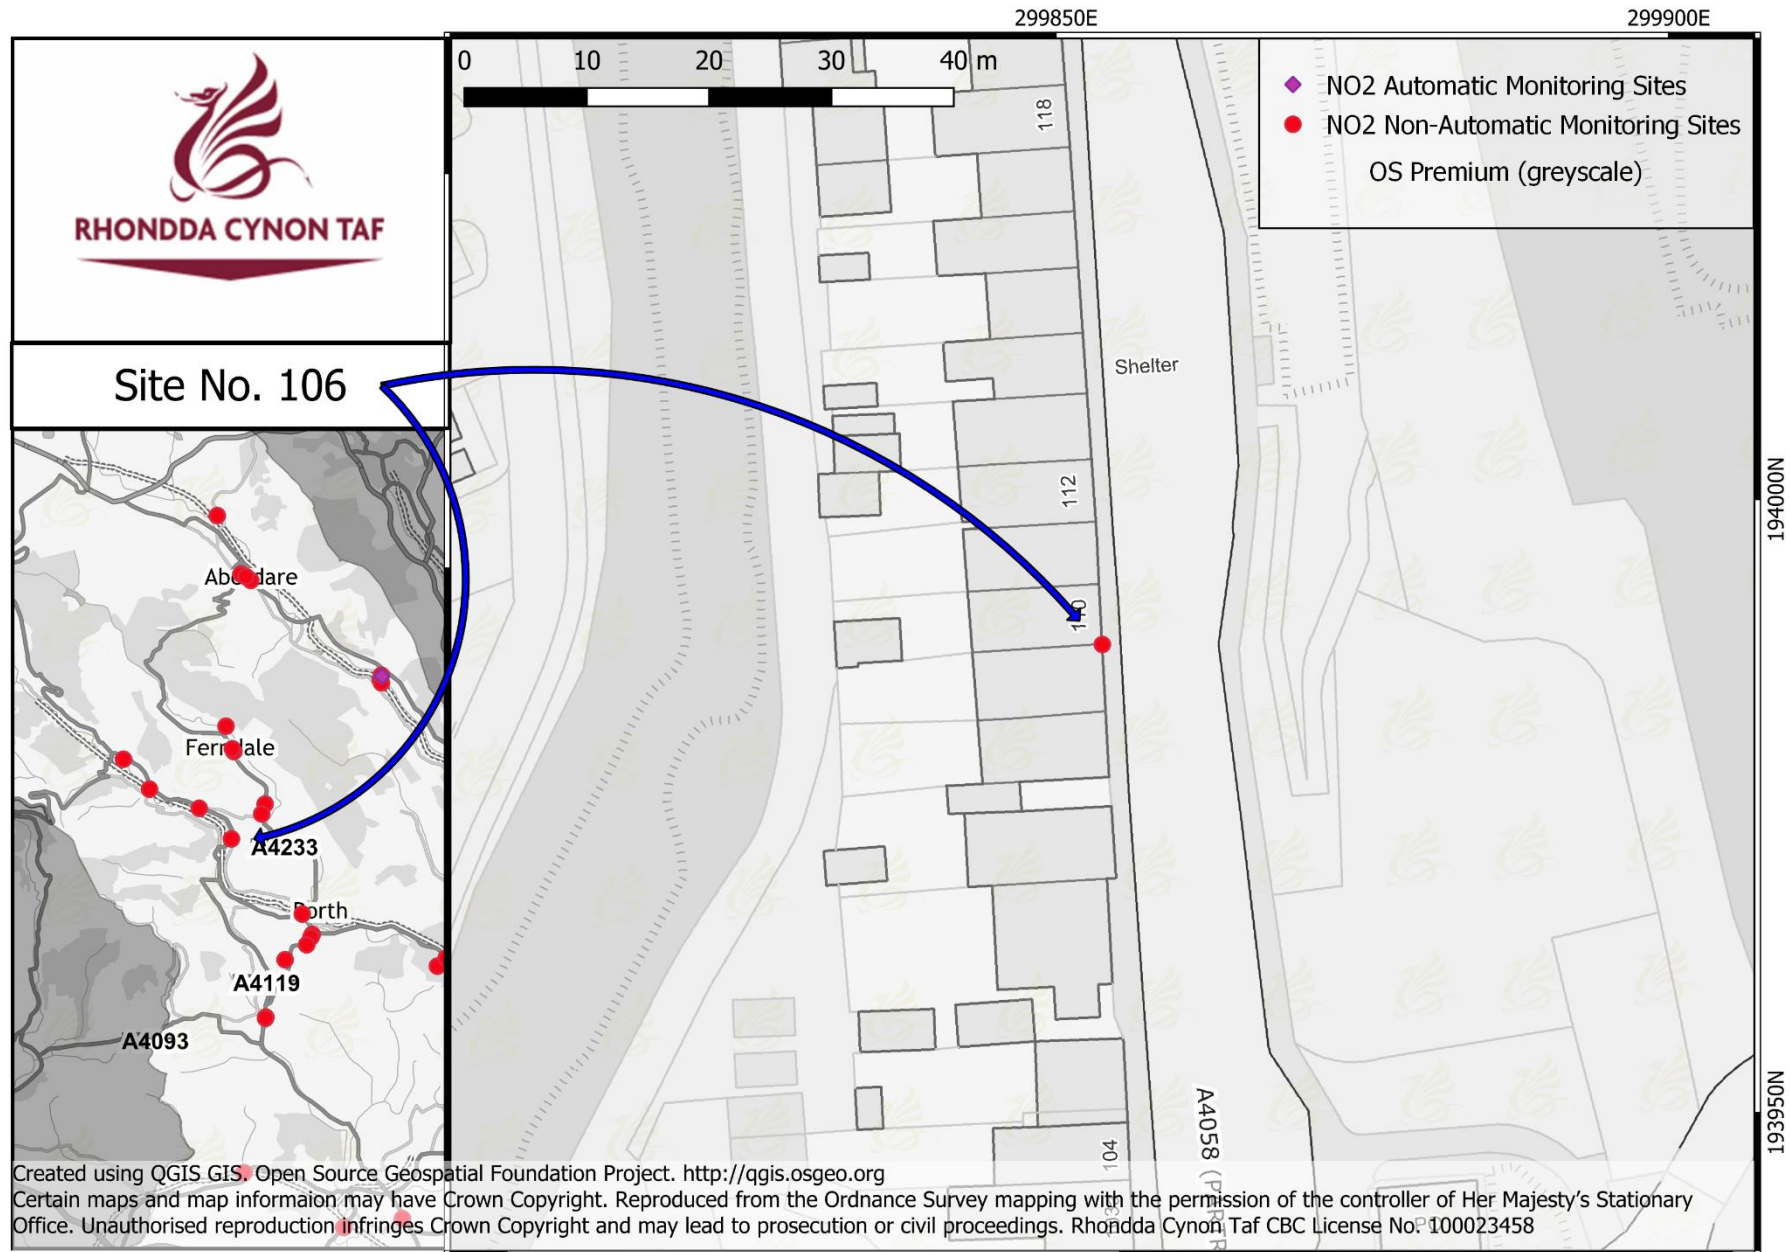 299850E
299900E
0 10 20 30 40 m
RHONDDA CYNON TAF
NO2 Automatic Monitoring Sites
NO2 Non-Automatic Monitoring Sites
OS Premium (greyscale)
118
Shelter
Site No. 106
112
194000N
Aberdare
110
Ferndale
A4233
Porth
A4119
A4093
193950N
A4058
104
103
Created using QGIS GIS. Open Source Geospatial Foundation Project. http://qgis.osgeo.org
Certain maps and map informaion may have Crown Copyright. Reproduced from the Ordnance Survey mapping with the permission of the controller of Her Majesty's Stationary
Office. Unauthorised reproduction infringes Crown Copyright and may lead to prosecution or civil proceedings. Rhondda Cynon Taf CBC License No. 100023458